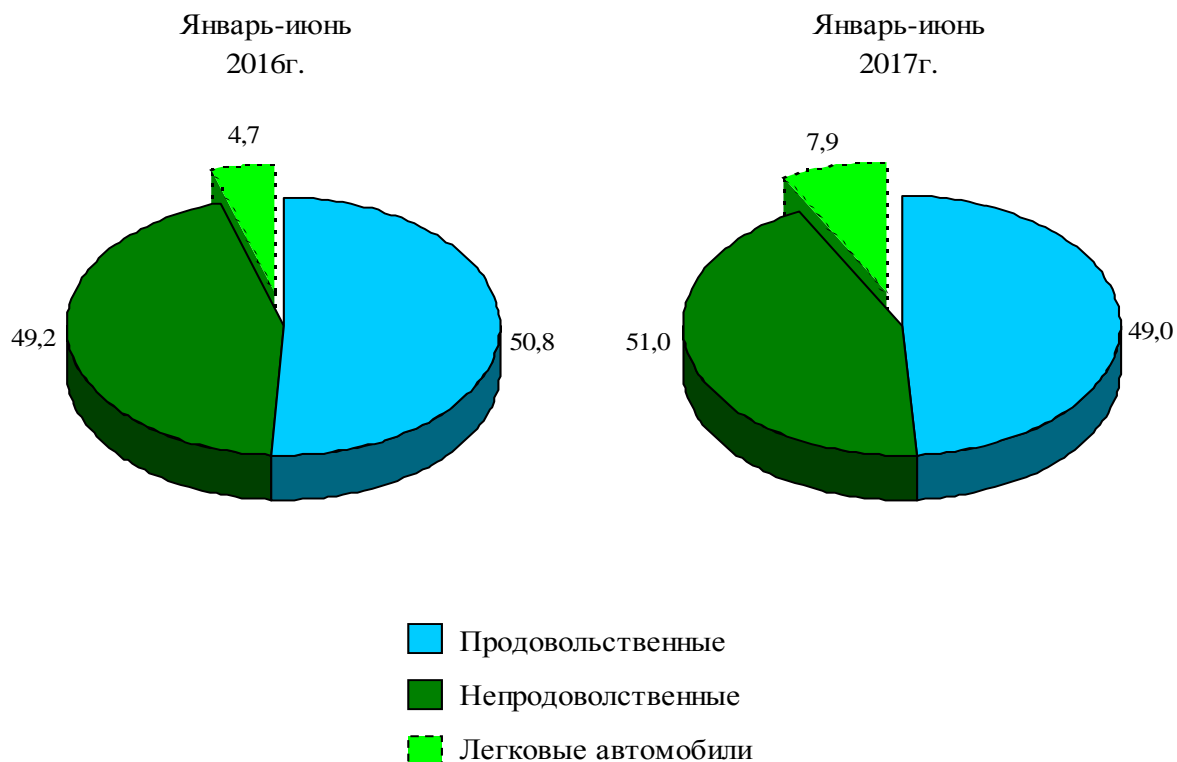 Январь-июнь
2016г.
4,7
49,2
50,8
Январь-июнь
2017г.
7,9
51,0
49,0
Продовольственные
Непродоволственные
Легковые автомобили